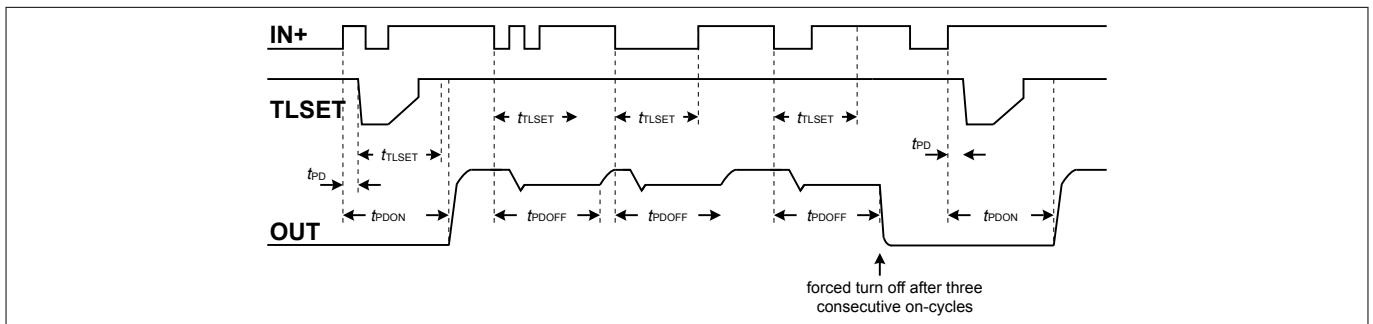 IN+
TLSET
tTLSET
tTLSET
tTLSET
tPD
tTLSET
tPD
tPDON
tPDOFF
tPDOFF
tPDOFF
tPDON
OUT
forced turn off after three
consecutive on-cycles